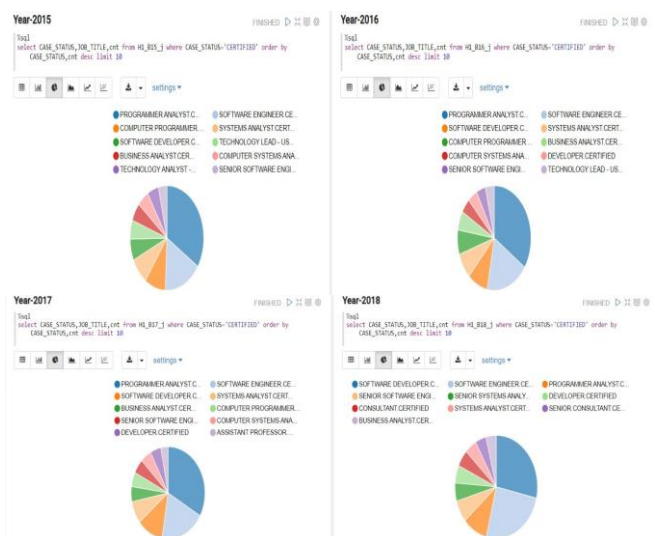 Year-2015
FINISHED
%sql
select CASE_STATUS,JOB_TITLE,cnt from H1_B15_j where CASE_STATUS='CERTIFIED' order by
CASE_STATUS,cnt desc limit 10
settings
PROGRAMMER ANALYST.C... SOFTWARE ENGINEER.CE...
COMPUTER PROGRAMMER... SYSTEMS ANALYST.CERT...
SOFTWARE DEVELOPER.C... TECHNOLOGY LEAD - US...
BUSINESS ANALYST.CER... COMPUTER SYSTEMS ANA...
TECHNOLOGY ANALYST -... SENIOR SOFTWARE ENGI...
Year-2016
FINISHED
%sql
select CASE_STATUS,JOB_TITLE,cnt from H1_B16_j where CASE_STATUS='CERTIFIED' order by
CASE_STATUS,cnt desc limit 10
settings
PROGRAMMER ANALYST.C... SOFTWARE ENGINEER.CE...
SOFTWARE DEVELOPER.C... SYSTEMS ANALYST.CERT...
COMPUTER PROGRAMMER... BUSINESS ANALYST.CER...
COMPUTER SYSTEMS ANA... DEVELOPER.CERTIFIED
SENIOR SOFTWARE ENGI... TECHNOLOGY LEAD - US...
Year-2017
FINISHED
%sql
select CASE_STATUS,JOB_TITLE,cnt from H1_B17_j where CASE_STATUS='CERTIFIED' order by
CASE_STATUS,cnt desc limit 10
settings
PROGRAMMER ANALYST.C... SOFTWARE ENGINEER.CE...
SOFTWARE DEVELOPER.C... SYSTEMS ANALYST.CERT...
BUSINESS ANALYST.CER... COMPUTER PROGRAMMER...
SENIOR SOFTWARE ENGI... COMPUTER SYSTEMS ANA...
DEVELOPER.CERTIFIED ASSISTANT PROFESSOR...
Year-2018
FINISHED
%sql
select CASE_STATUS,JOB_TITLE,cnt from H1_B18_j where CASE_STATUS='CERTIFIED' order by
CASE_STATUS,cnt desc limit 10
settings
SOFTWARE DEVELOPER.C... SOFTWARE ENGINEER.CE... PROGRAMMER ANALYST.C...
SENIOR SOFTWARE ENGI... SENIOR SYSTEMS ANALY... DEVELOPER.CERTIFIED
CONSULTANT.CERTIFIED SYSTEMS ANALYST.CERT... SENIOR CONSULTANT.CE...
BUSINESS ANALYST.CER...